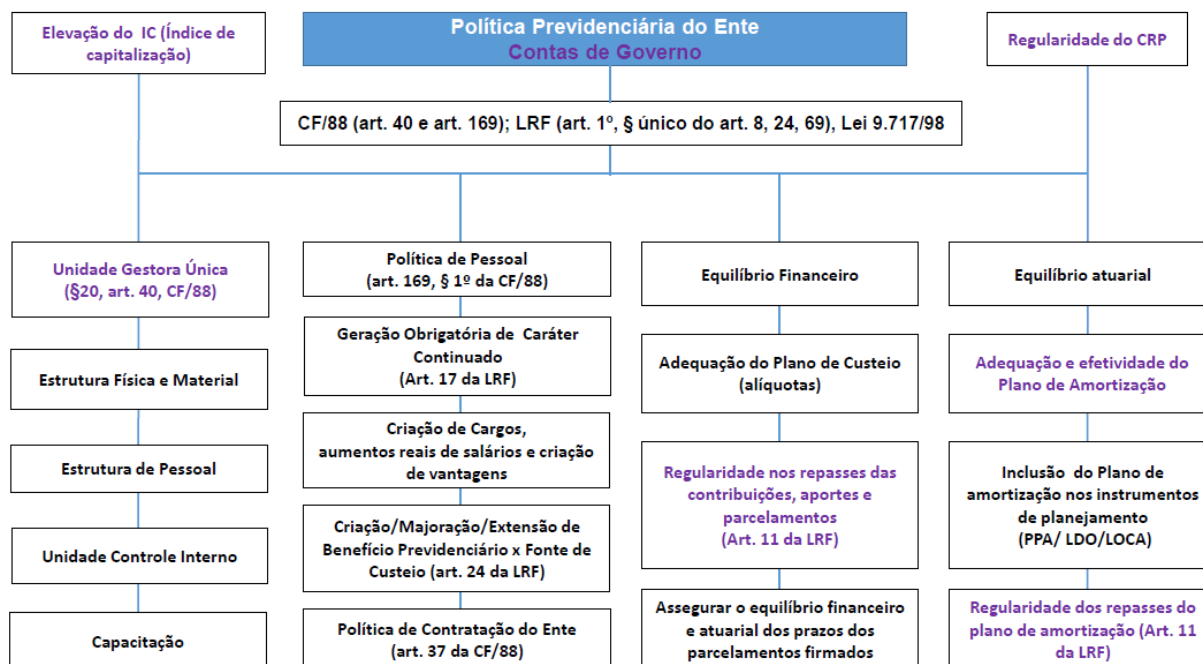 Elevação do IC (Índice de
capitalização)
Política Previdenciária do Ente
Contas de Governo
Regularidade do CRP
CF/88 (art. 40 e art. 169); LRF (art. 1º, § único do art. 8, 24, 69), Lei 9.717/98
Unidade Gestora Única
(§20, art. 40, CF/88)
Estrutura Física e Material
Estrutura de Pessoal
Unidade Controle Interno
Capacitação
Política de Pessoal
(art. 169, § 1º da CF/88)
Geração Obrigatória de Caráter
Continuado
(Art. 17 da LRF)
Criação de Cargos,
aumentos reais de salários e criação
de vantagens
Criação/Majoração/Extensão de
Benefício Previdenciário x Fonte de
Custeio (art. 24 da LRF)
Política de Contratação do Ente
(art. 37 da CF/88)
Equilíbrio Financeiro
Adequação do Plano de Custeio
(alíquotas)
Regularidade nos repasses das
contribuições, aportes e
parcelamentos
(Art. 11 da LRF)
Assegurar o equilíbrio financeiro
e atuarial dos prazos dos
parcelamentos firmados
Equilíbrio atuarial
Adequação e efetividade do
Plano de Amortização
Inclusão do Plano de
amortização nos instrumentos
de planejamento
(PPA/ LDO/LOCA)
Regularidade dos repasses do
plano de amortização (Art. 11
da LRF)